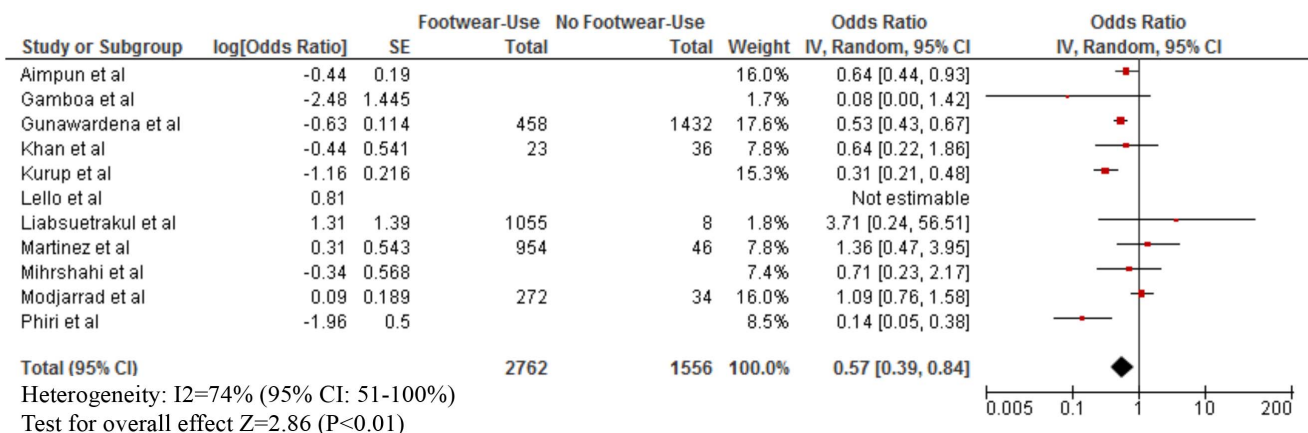 Footwear-Use No Footwear-Use Odds Ratio Odds Ratio
Study or Subgroup log[Odds Ratio] SE Total Total Weight IV, Random, 95% CI IV, Random, 95% CI
Aimpun et al -0.44 0.19 16.0% 0.64 [0.44, 0.93]
Gamboa et al -2.48 1.445 1.7% 0.08 [0.00, 1.42]
Gunawardena et al -0.63 0.114 458 1432 17.6% 0.53 [0.43, 0.67]
Khan et al -0.44 0.541 23 36 7.8% 0.64 [0.22, 1.86]
Kurup et al -1.16 0.216 15.3% 0.31 [0.21, 0.48]
Lello et al 0.81 Not estimable
Liabsuetrakul et al 1.31 1.39 1055 8 1.8% 3.71 [0.24, 56.51]
Martinez et al 0.31 0.543 954 46 7.8% 1.36 [0.47, 3.95]
Mihrshahi et al -0.34 0.568 7.4% 0.71 [0.23, 2.17]
Modjarrad et al 0.09 0.189 272 34 16.0% 1.09 [0.76, 1.58]
Phiri et al -1.96 0.5 8.5% 0.14 [0.05, 0.38]
Total (95% CI) 2762 1556 100.0% 0.57 [0.39, 0.84]
Heterogeneity: I2=74% (95% CI: 51-100%)
0.005 0.1 1 10 200
Test for overall effect Z=2.86 (P<0.01)